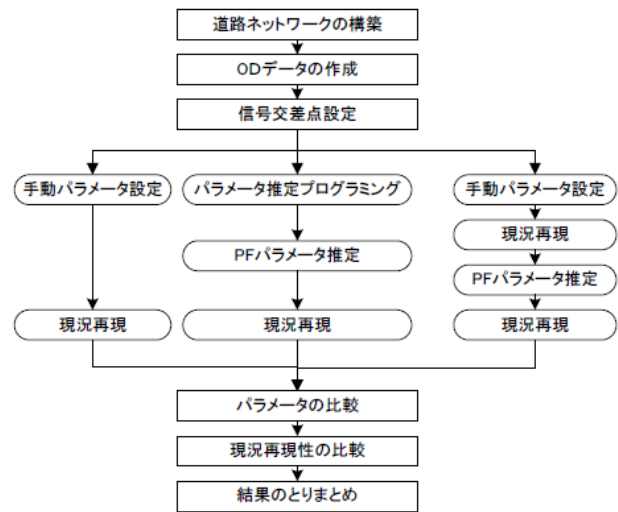 道路ネットワークの構築
ODデータの作成
信号交差点設定
手動パラメータ設定
パラメータ推定プログラミング
手動パラメータ設定
現況再現
PFパラメータ推定
PFパラメータ推定
現況再現
現況再現
現況再現
パラメータの比較
現況再現性の比較
結果のとりまとめ